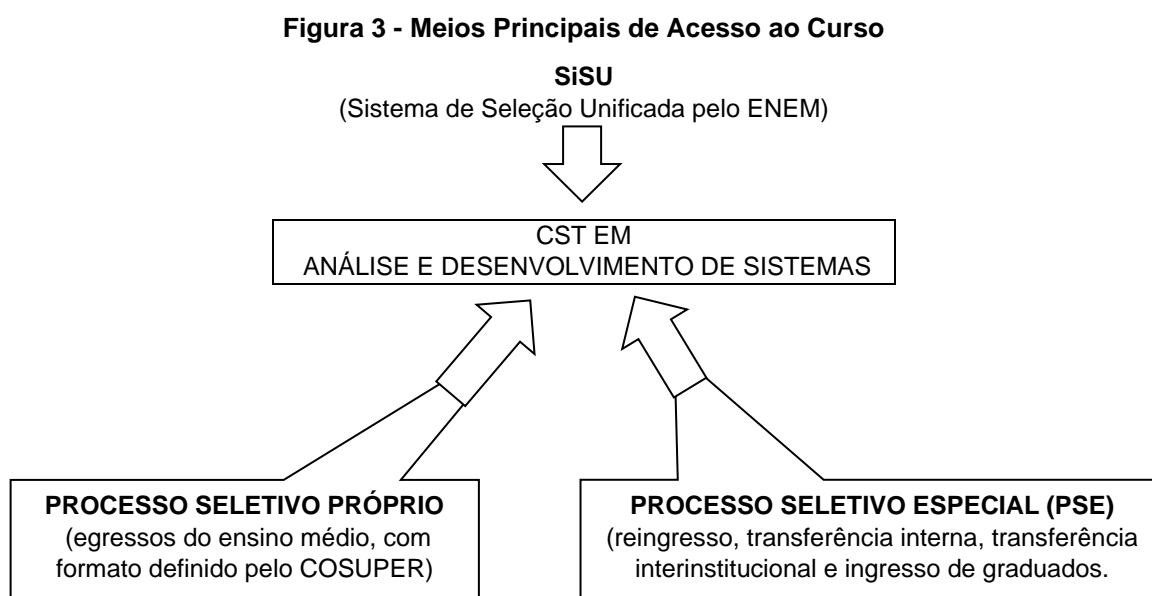 Figura 3 - Meios Principais de Acesso ao Curso
SiSU
(Sistema de Seleção Unificada pelo ENEM)
CST EM
ANÁLISE E DESENVOLVIMENTO DE SISTEMAS
PROCESSO SELETIVO PRÓPRIO
(egressos do ensino médio, com
formato definido pelo COSUPER)
PROCESSO SELETIVO ESPECIAL (PSE)
(reingresso, transferência interna, transferência
interinstitucional e ingresso de graduados.